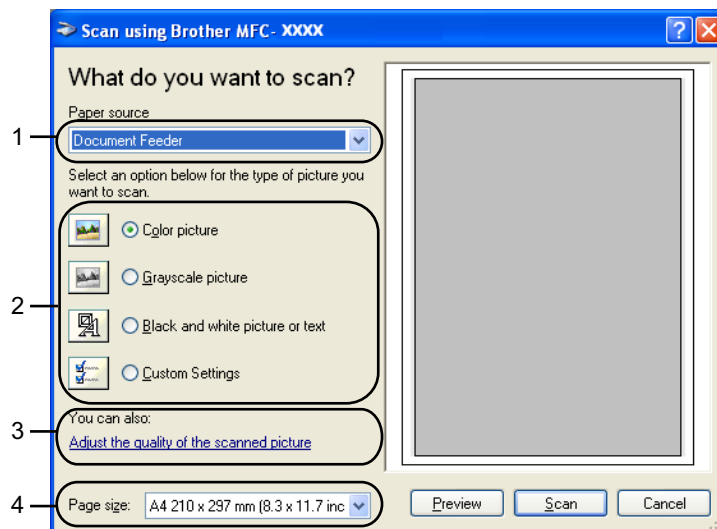 Scan using Brother MFC- XXXX
What do you want to scan?
Paper source
1
Document Feeder
Select an option below for the type of picture you
want to scan.
Color picture
Grayscale picture
2
Black and white picture or text
Custom Settings
You can also:
3
Adjust the quality of the scanned picture
4
Page size:
A4 210 x 297 mm (8.3 x 11.7 inc
Preview
Scan
Cancel